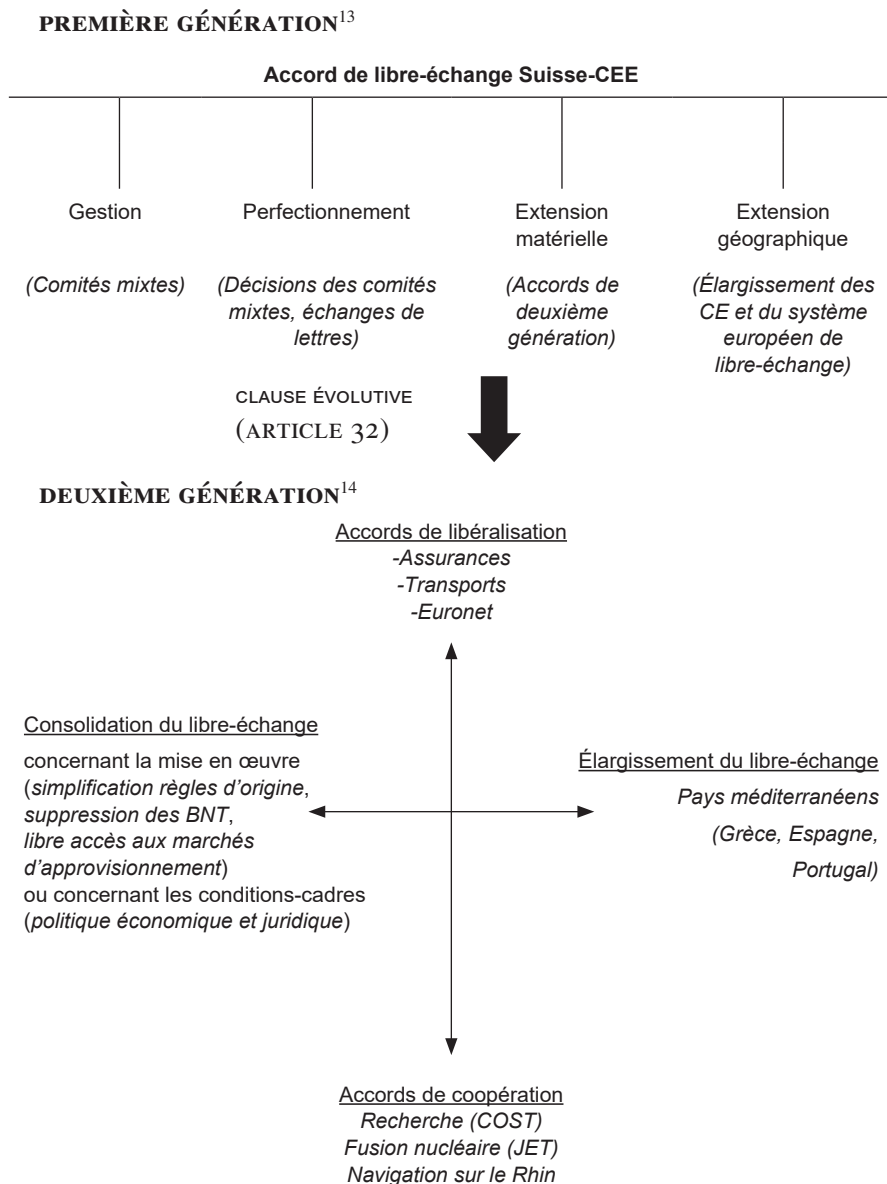 PREMIÈRE GÉNÉRATION13
Accord de libre-échange Suisse-CEE
Gestion
(Comités mixtes)
Perfectionnement
(Décisions des comités
mixtes, échanges de
lettres)
Extension
matérielle
(Accords de
deuxième
génération)
Extension
géographique
(Élargissement des
CE et du système
européen de
libre-échange)
CLAUSE ÉVOLUTIVE
(ARTICLE 32)
DEUXIÈME GÉNÉRATION14
Accords de libéralisation
-Assurances
-Transports
-Euronet
Consolidation du libre-échange
concernant la mise en œuvre
(simplification règles d'origine,
suppression des BNT,
libre accès aux marchés
d'approvisionnement)
ou concernant les conditions-cadres
(politique économique et juridique)
Élargissement du libre-échange
Pays méditerranéens
(Grèce, Espagne,
Portugal)
Accords de coopération
Recherche (COST)
Fusion nucléaire (JET)
Navigation sur le Rhin